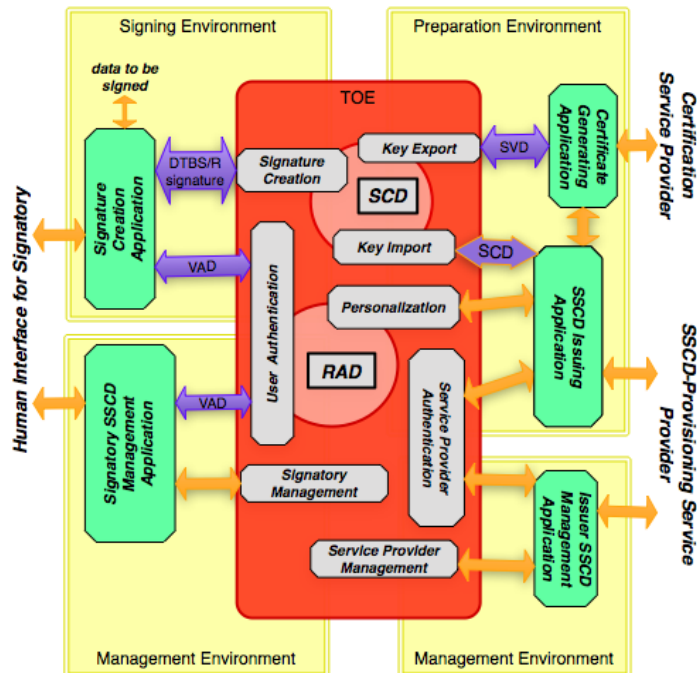 Signing Environment
Preparation Environment
data to be
signed
TOE
Certification
Service Provider
Certificate
Generating
Application
Key Export
SVD
DTBS/R
signature
Signature
Creation
SCD
Signature
Creation
Application
Key Import
SCD
Human Interface for Signatory
VAD
User Authentication
Personalization
SSCD Issuing
Application
RAD
Service Provider
Authentication
SSCD-Provisioning Service
Provider
Signatory SSCD
Management
Application
VAD
Signatory
Management
Issuer SSCD
Management
Application
Service Provider
Management
Management Environment
Management Environment